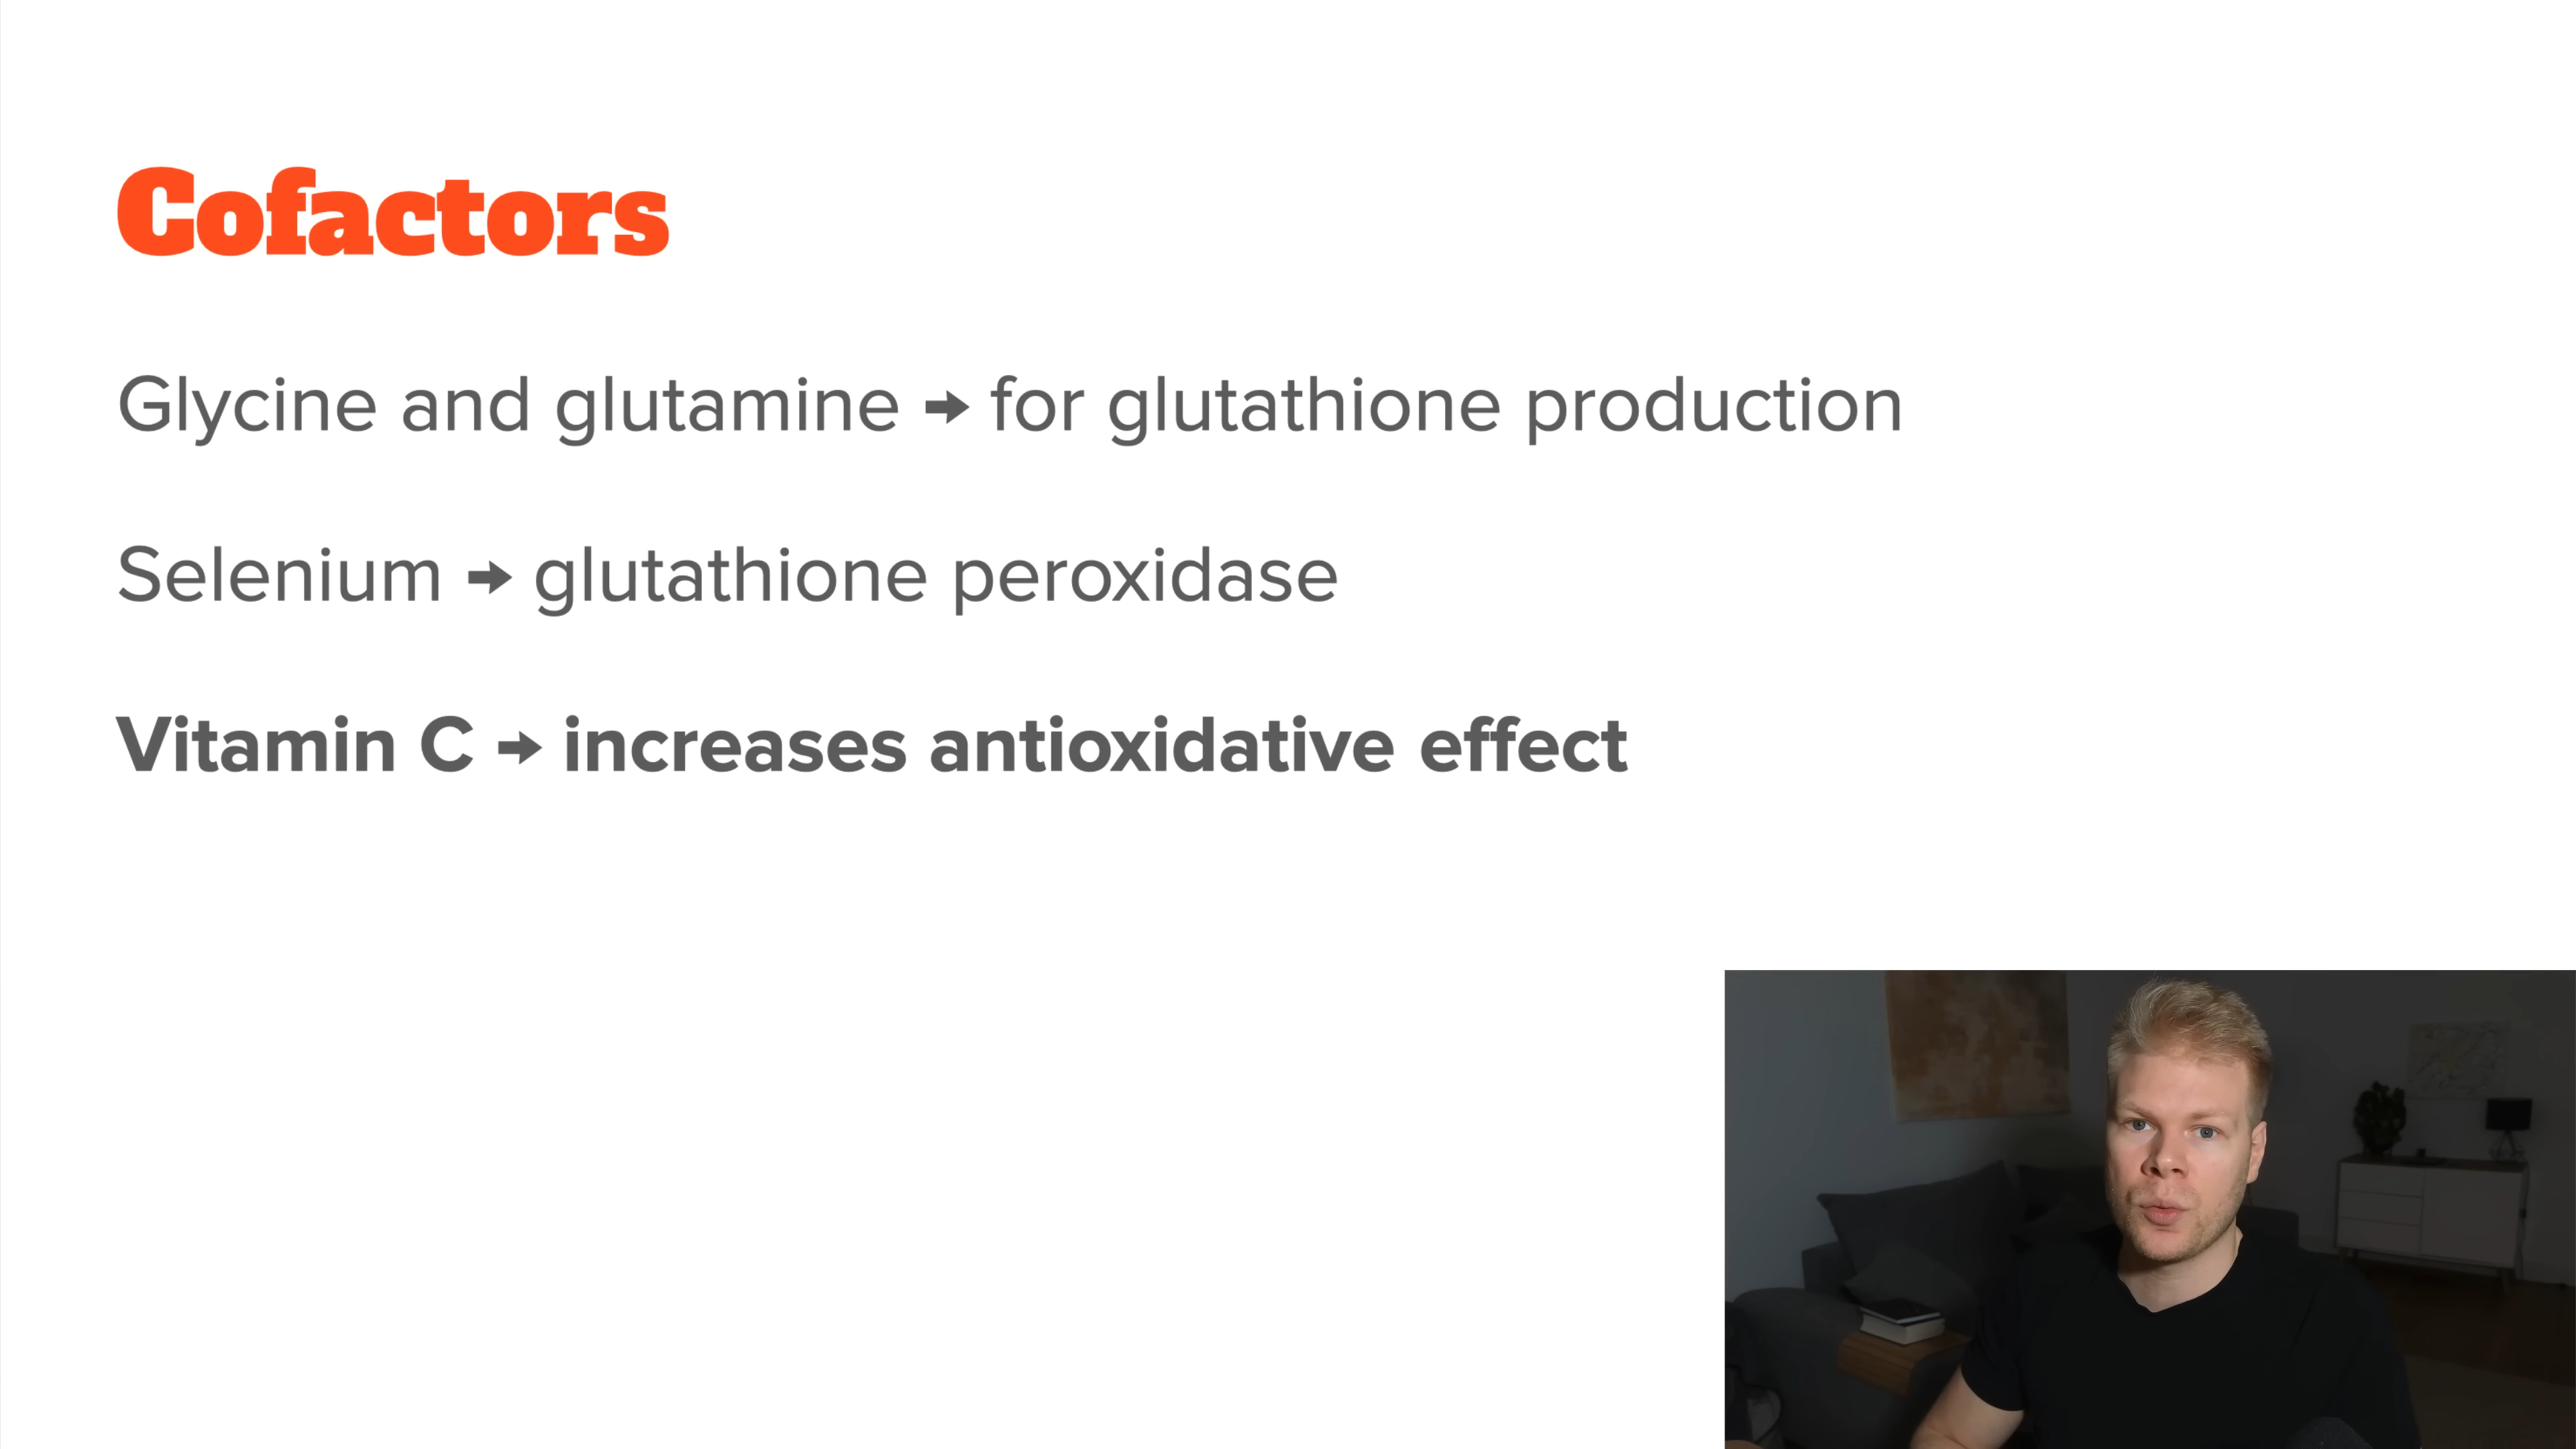 Cofactors
Glycine and glutamine → for glutathione production
Selenium → glutathione peroxidase
Vitamin C → increases antioxidative effect